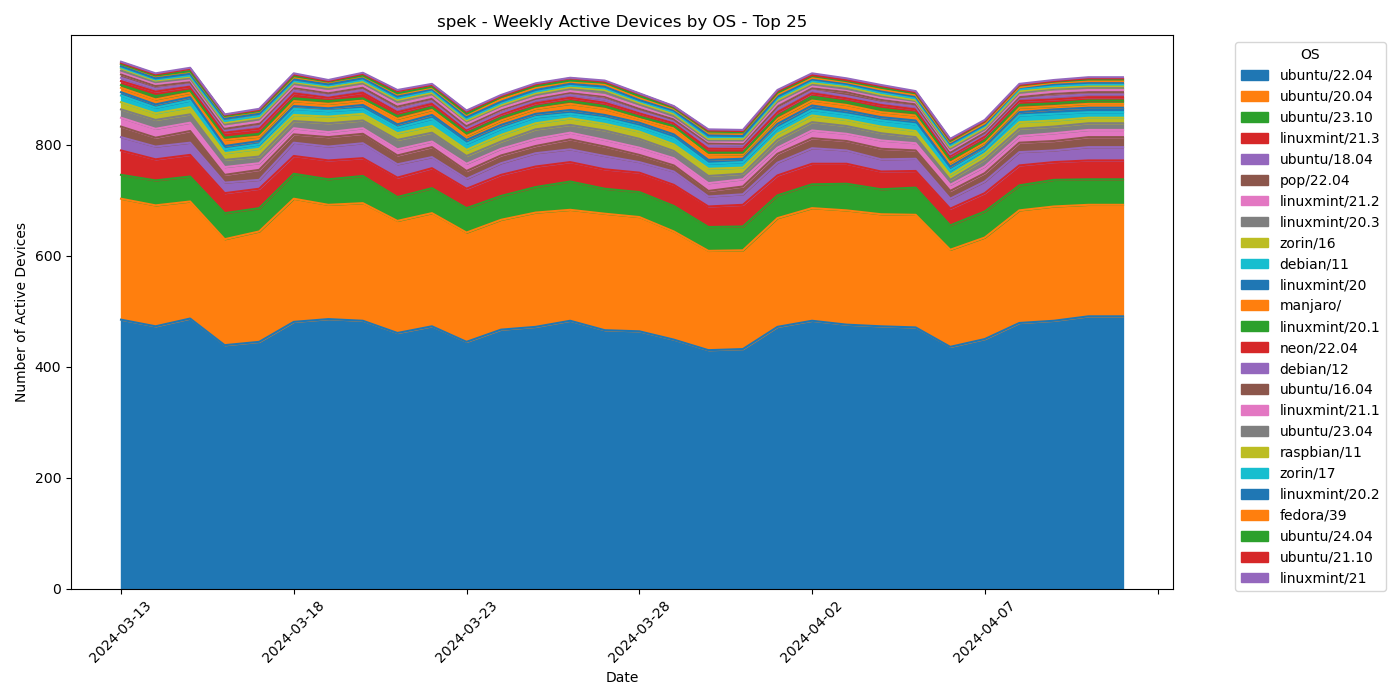 spek - Weekly Active Devices by OS - Top 25
Number of Active Devices
800
600
400
200
0
2024-03-13
2024-03-18
2024-03-23
2024-03-28
2024-04-02
2024-04-07
Date
OS
ubuntu/22.04
ubuntu/20.04
ubuntu/23.10
linuxmint/21.3
ubuntu/18.04
pop/22.04
linuxmint/21.2
linuxmint/20.3
zorin/16
debian/11
linuxmint/20
manjaro/
linuxmint/20.1
neon/22.04
debian/12
ubuntu/16.04
linuxmint/21.1
ubuntu/23.04
raspbian/11
zorin/17
linuxmint/20.2
fedora/39
ubuntu/24.04
ubuntu/21.10
linuxmint/21